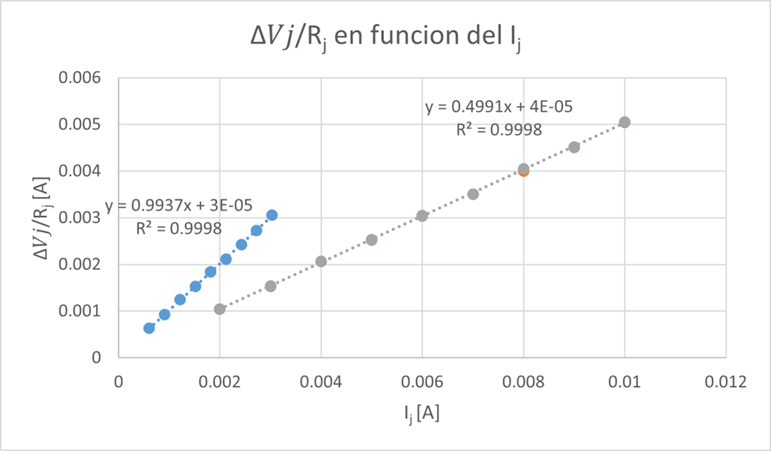 Δ𝑉𝑗/Rj en funcion del Ij
0.006
0.005
0.004
0.003
0.002
0.001
0
y = 0.4991x + 4E-05
R² = 0.9998
y = 0.9937x + 3E-05
R² = 0.9998
Δ𝑉𝑗/Rj [A]
0 0.002 0.004 0.006 0.008 0.01 0.012
Ij [A]